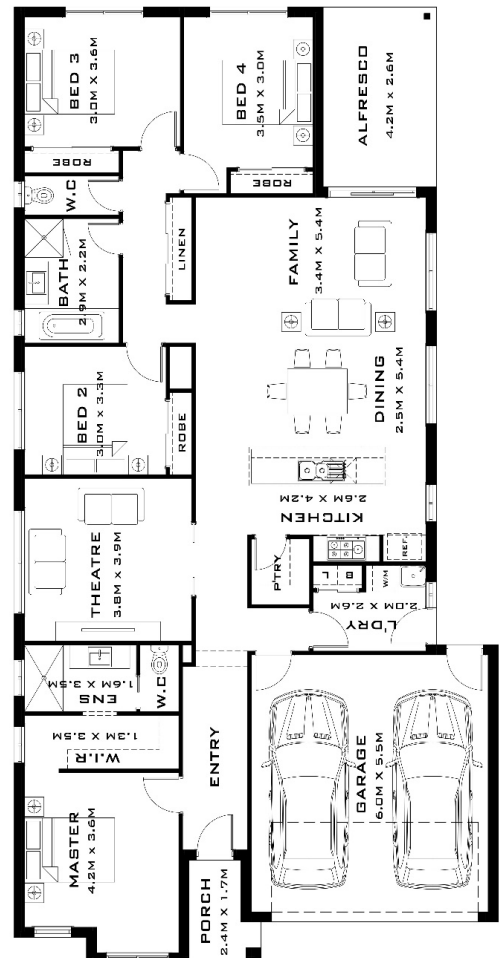 BED 3
3.0M X 3.6M
BED 4
3.5M X 3.0M
ALFRESCO
4.2M X 2.6M
ROBE
ROBE
W.C
LINEN
BATH
2.9M X 2.2M
FAMILY
3.4M X 5.4M
DINING
2.5M X 5.4M
BED 2
3.0M X 3.3M
ROBE
2.6M X 4.2M
KITCHEN
THEATRE
3.8M X 3.9M
P'TRY
REF
L
B
W/M
2.0M X 2.6M
L'DRY
1.6M X 3.5M
ENS
W.C
1.3M X 3.5M
W.I.R
ENTRY
GARAGE
6.0M X 5.5M
MASTER
4.2M X 3.6M
PORCH
2.4M X 1.7M